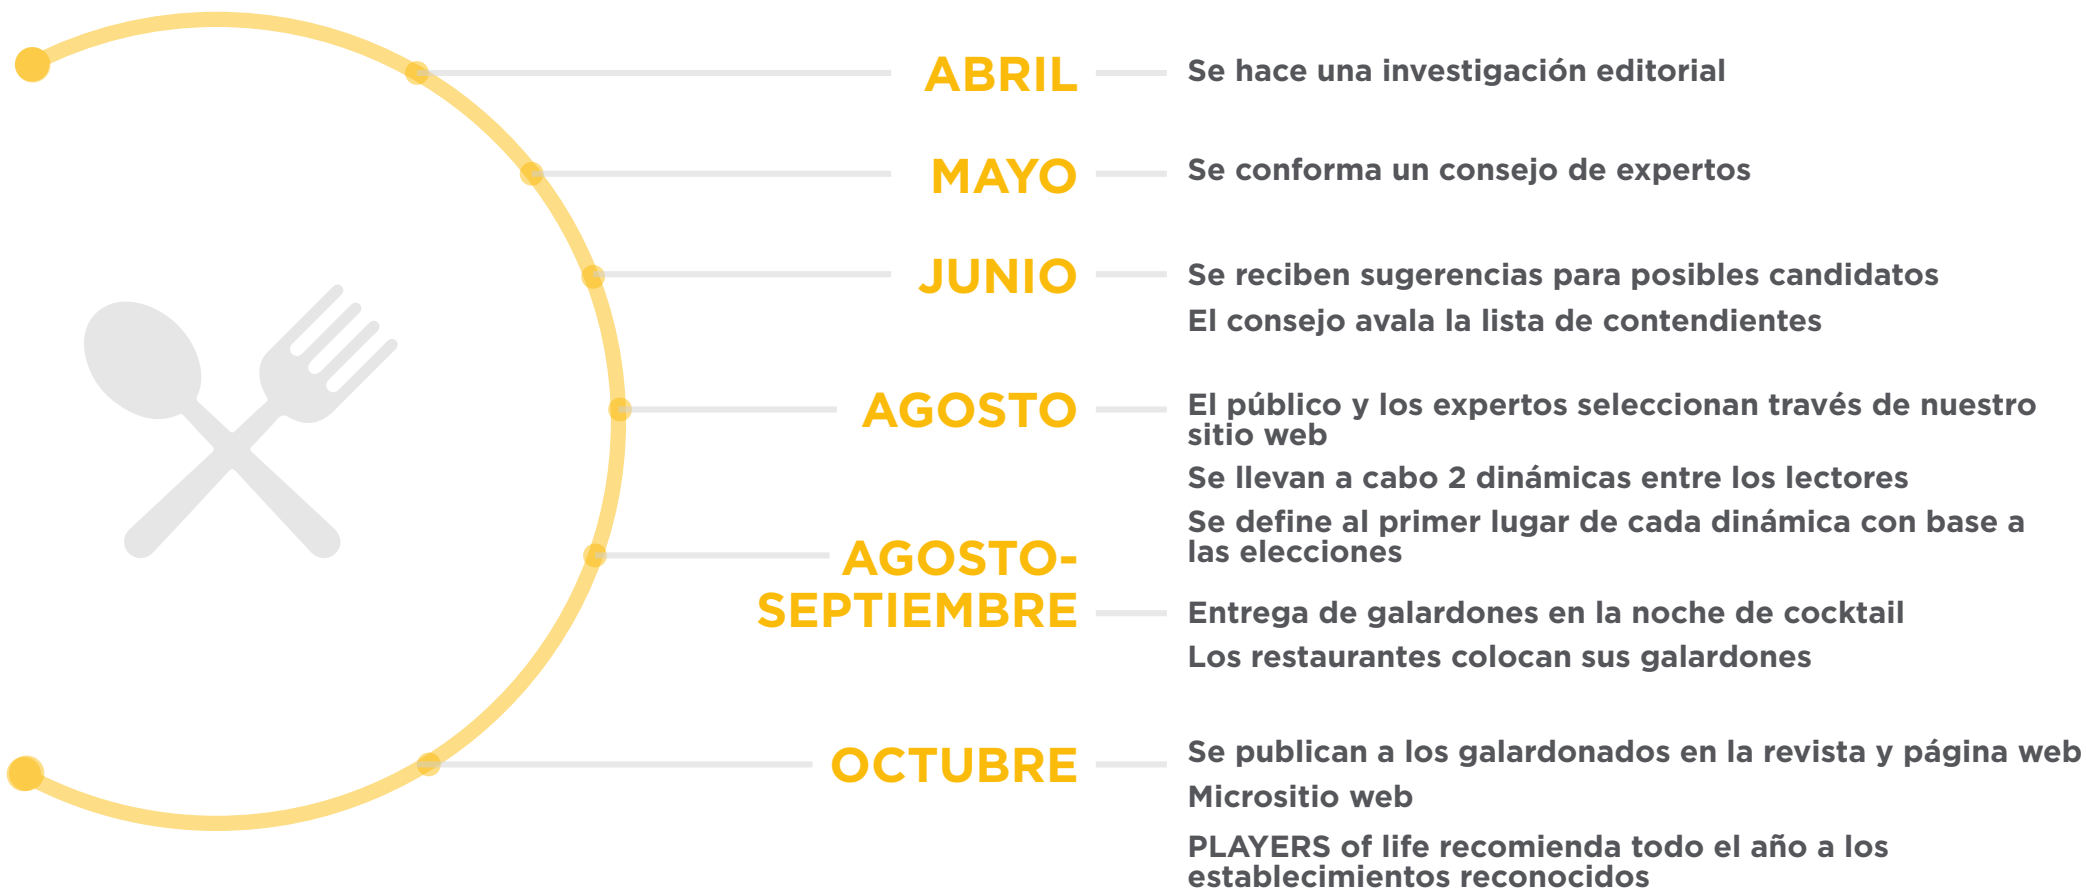 ABRIL
Se hace una investigación editorial
MAYO
Se conforma un consejo de expertos
JUNIO
Se reciben sugerencias para posibles candidatos
El consejo avala la lista de contendientes
AGOSTO
El público y los expertos seleccionan través de nuestro
sitio web
Se llevan a cabo 2 dinámicas entre los lectores
Se define al primer lugar de cada dinámica con base a
las elecciones
AGOSTO-
SEPTIEMBRE
Entrega de galardones en la noche de cocktail
Los restaurantes colocan sus galardones
OCTUBRE
Se publican a los galardonados en la revista y página web
Micrositio web
PLAYERS of life recomienda todo el año a los
establecimientos reconocidos